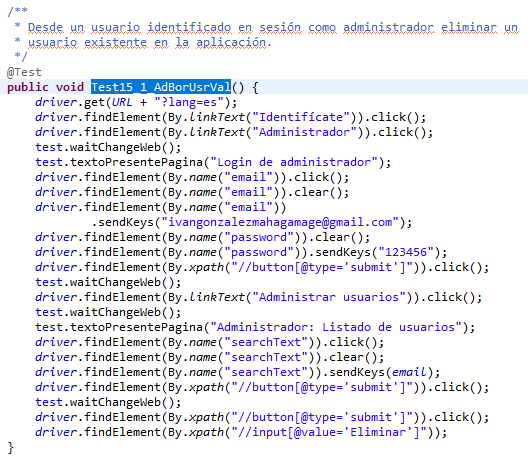 /**
 * Desde un usuario identificado en sesión como administrador eliminar un
 * usuario existente en la aplicación.
 */
@Test
public void Test15_1_AdBorUsrVal() {
    driver.get(URL + "?lang=es");
    driver.findElement(By.linkText("Identifícate")).click();
    driver.findElement(By.linkText("Administrador")).click();
    test.waitChangeWeb();
    test.textoPresentePagina("Login de administrador");
    driver.findElement(By.name("email")).click();
    driver.findElement(By.name("email")).clear();
    driver.findElement(By.name("email"))
            .sendKeys("ivangonzalezmahagamage@gmail.com");
    driver.findElement(By.name("password")).clear();
    driver.findElement(By.name("password")).sendKeys("123456");
    driver.findElement(By.xpath("//button[@type='submit']")).click();
    test.waitChangeWeb();
    driver.findElement(By.linkText("Administrar usuarios")).click();
    test.waitChangeWeb();
    test.textoPresentePagina("Administrador: Listado de usuarios");
    driver.findElement(By.name("searchText")).click();
    driver.findElement(By.name("searchText")).clear();
    driver.findElement(By.name("searchText")).sendKeys(email);
    driver.findElement(By.xpath("//button[@type='submit']")).click();
    test.waitChangeWeb();
    driver.findElement(By.xpath("//button[@type='submit']")).click();
    driver.findElement(By.xpath("//input[@value='Eliminar']"));
}